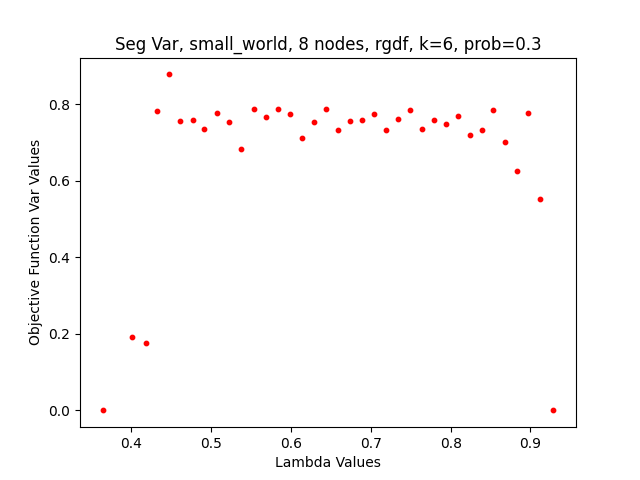 Seg Var, small_world, 8 nodes, rgdf, k=6, prob=0.3
Objective Function Var Values
0.8
0.6
0.4
0.2
0.0
0.4 0.5 0.6 0.7 0.8 0.9
Lambda Values